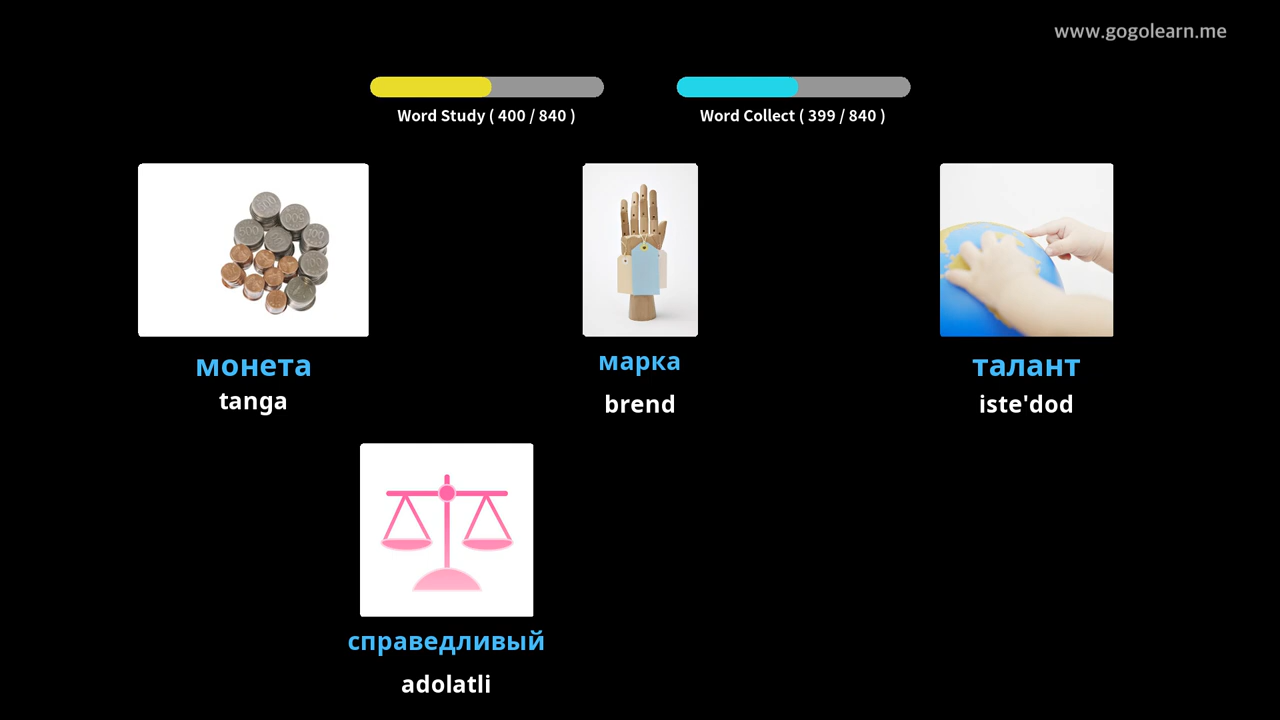 www.gogolearn.me
Word Study ( 400 / 840 )
Word Collect ( 399 / 840 )
монета
tanga
марка
brend
талант
iste'dod
справедливый
adolatli